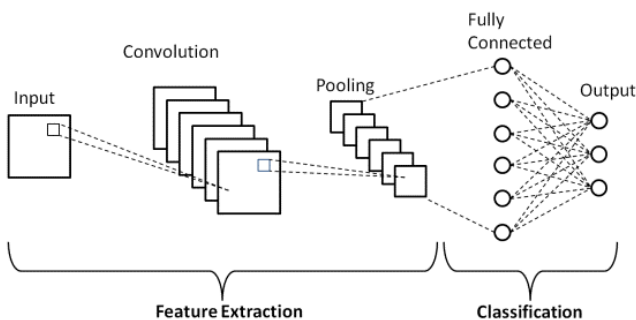 Input
Convolution
Pooling
Fully
Connected
Output
Feature Extraction
Classification